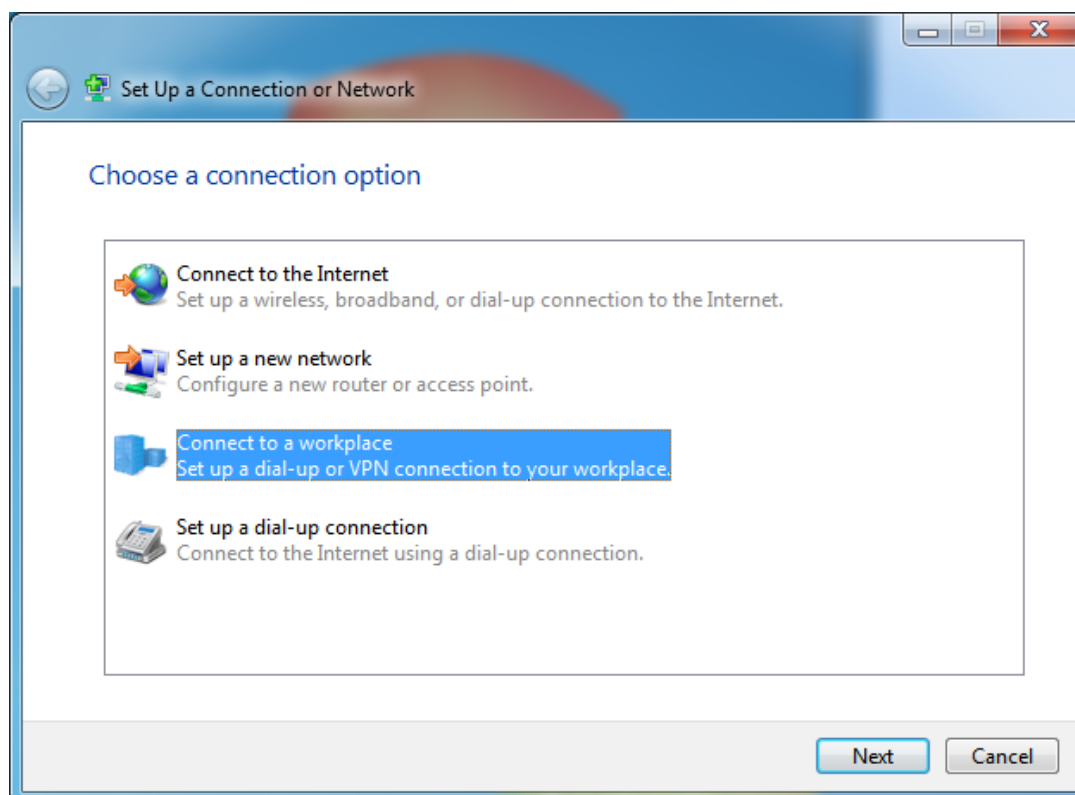 Set Up a Connection or Network
Choose a connection option
Connect to the Internet
Set up a wireless, broadband, or dial-up connection to the Internet.
Set up a new network
Configure a new router or access point.
Connect to a workplace
Set up a dial-up or VPN connection to your workplace.
Set up a dial-up connection
Connect to the Internet using a dial-up connection.
Next Cancel